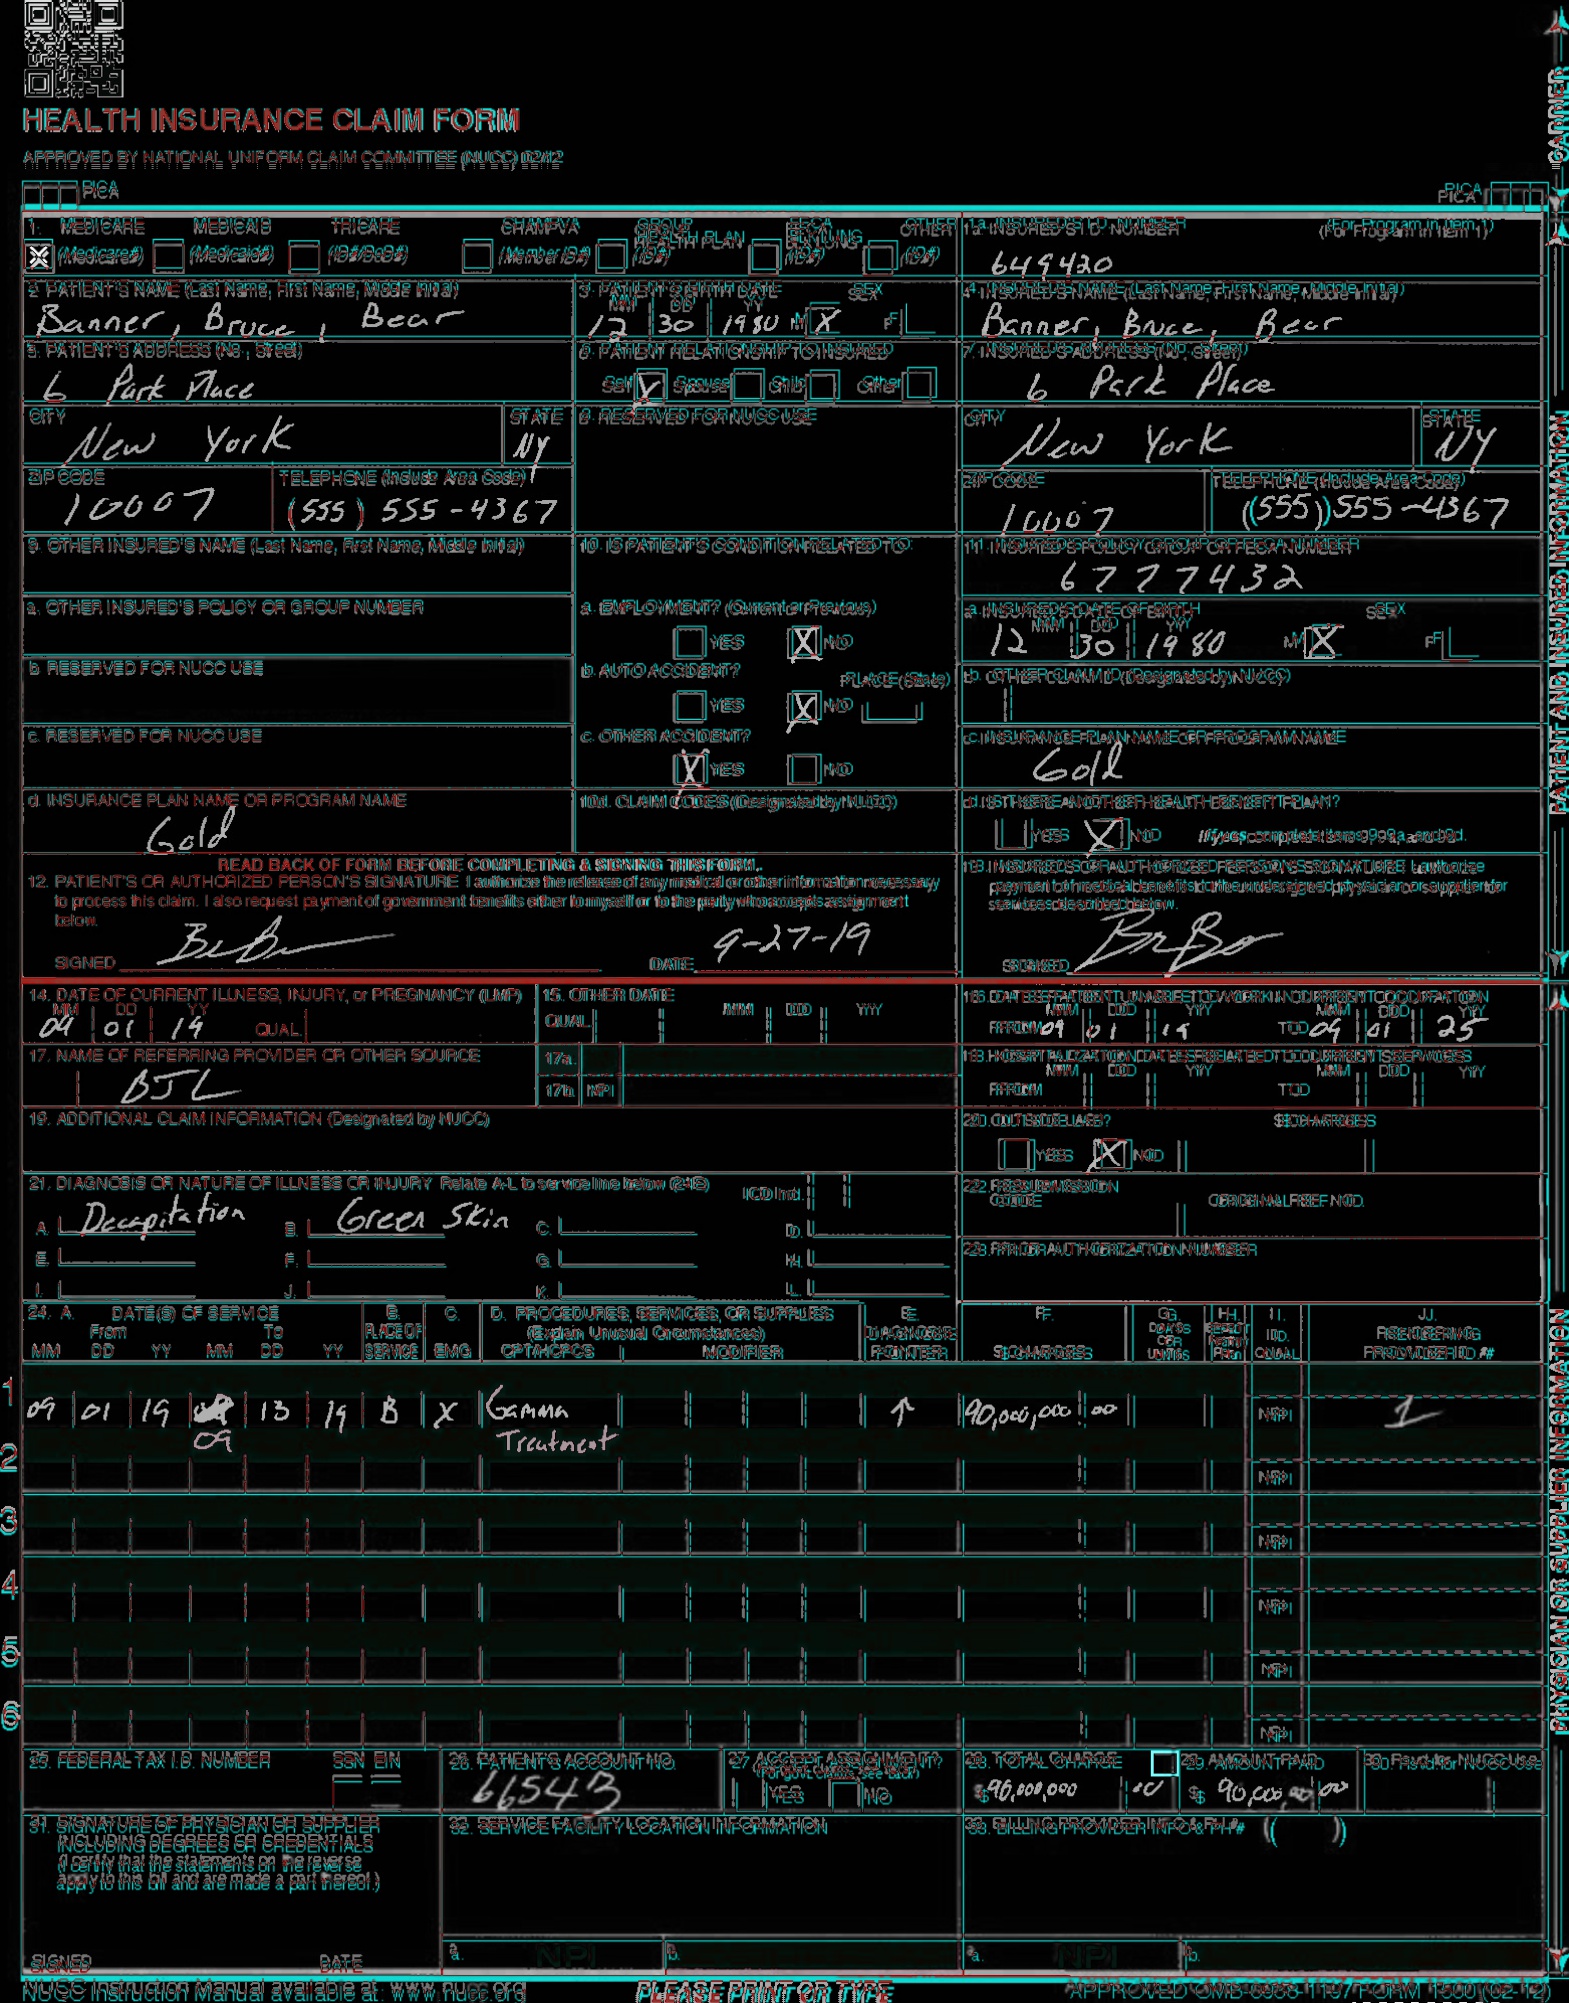 HEALTH INSURANCE CLAIM FORM
APPROVED BY NATIONAL UNIFORM CLAIM COMMITTEE (NUCC) 02/12
PICA PICA
CARRIER
1. MEDICARE MEDICAID TRICARE CHAMPVA GROUP HEALTH PLAN FECA BLK LUNG OTHER 1a. INSURED'S I.D. NUMBER (For Program in Item 1)
X (Medicare#) (Medicaid#) (ID#/DoD#) (Member ID#) (ID#) (ID#) (ID#)
649420
2. PATIENT'S NAME (Last Name, First Name, Middle Initial) 3. PATIENT'S BIRTH DATE SEX 4. INSURED'S NAME (Last Name, First Name, Middle Initial)
MM DD YY
Banner, Bruce, Bear 12 30 1980 M X F Banner, Bruce, Bear
5. PATIENT'S ADDRESS (No., Street) 6. PATIENT RELATIONSHIP TO INSURED 7. INSURED'S ADDRESS (No., Street)
6 Park Place Self X Spouse Child Other 6 Park Place
CITY STATE 8. RESERVED FOR NUCC USE CITY STATE
New York NY New York NY
ZIP CODE TELEPHONE (Include Area Code) ZIP CODE TELEPHONE (Include Area Code)
10007 (555) 555-4367 10007 (555) 555-4367
9. OTHER INSURED'S NAME (Last Name, First Name, Middle Initial) 10. IS PATIENT'S CONDITION RELATED TO: 11. INSURED'S POLICY GROUP OR FECA NUMBER
6777432
a. OTHER INSURED'S POLICY OR GROUP NUMBER a. EMPLOYMENT? (Current or Previous) a. INSURED'S DATE OF BIRTH SEX
MM DD YY
YES X NO 12 30 1980 M X F
b. RESERVED FOR NUCC USE b. AUTO ACCIDENT? PLACE (State) b. OTHER CLAIM ID (Designated by NUCC)
YES X NO
c. RESERVED FOR NUCC USE c. OTHER ACCIDENT? c. INSURANCE PLAN NAME OR PROGRAM NAME
X YES NO Gold
d. INSURANCE PLAN NAME OR PROGRAM NAME 10d. CLAIM CODES (Designated by NUCC) d. IS THERE ANOTHER HEALTH BENEFIT PLAN?
Gold YES X NO If yes, complete items 9, 9a, and 9d.
READ BACK OF FORM BEFORE COMPLETING & SIGNING THIS FORM.
12. PATIENT'S OR AUTHORIZED PERSON'S SIGNATURE I authorize the release of any medical or other information necessary
to process this claim. I also request payment of government benefits either to myself or to the party who accepts assignment
below.
13. INSURED'S OR AUTHORIZED PERSON'S SIGNATURE I authorize
payment of medical benefits to the undersigned physician or supplier for
services described below.
SIGNED DATE 9-27-19 SIGNED
PATIENT AND INSURED INFORMATION
14. DATE OF CURRENT ILLNESS, INJURY, or PREGNANCY (LMP) 15. OTHER DATE 16. DATES PATIENT UNABLE TO WORK IN CURRENT OCCUPATION
MM DD YY MM DD YY MM DD YY MM DD YY
09 01 19 QUAL. QUAL. FROM 09 01 19 TO 09 01 25
17. NAME OF REFERRING PROVIDER OR OTHER SOURCE 17a. 18. HOSPITALIZATION DATES RELATED TO CURRENT SERVICES
MM DD YY MM DD YY
BJL 17b. NPI FROM TO
19. ADDITIONAL CLAIM INFORMATION (Designated by NUCC) 20. OUTSIDE LAB? $ CHARGES
YES X NO
21. DIAGNOSIS OR NATURE OF ILLNESS OR INJURY Relate A-L to service line below (24E) ICD Ind. 22. RESUBMISSION CODE ORIGINAL REF. NO.
A. Decapitation B. Green Skin C. D.
E. F. G. H. 23. PRIOR AUTHORIZATION NUMBER
I. J. K. L.
24. A. DATE(S) OF SERVICE B. C. D. PROCEDURES, SERVICES, OR SUPPLIES E. F. G. H. I. J.
From To PLACE OF (Explain Unusual Circumstances) DIAGNOSIS DAYS OR UNITS EPSDT Family Plan ID. RENDERING
MM DD YY MM DD YY SERVICE EMG CPT/HCPCS MODIFIER POINTER $ CHARGES QUAL. PROVIDER ID. #
1 09 01 19 09 13 19 B X Gamma Treatment ↑ 90,000,000 00 NPI 1
2 NPI
3 NPI
4 NPI
5 NPI
6 NPI
PHYSICIAN OR SUPPLIER INFORMATION
25. FEDERAL TAX I.D. NUMBER SSN EIN 26. PATIENT'S ACCOUNT NO. 27. ACCEPT ASSIGNMENT? 28. TOTAL CHARGE 29. AMOUNT PAID 30. Rsvd for NUCC Use
(For govt. claims, see back)
66543 YES NO $ 90,000,000 00 $ 90,000,000 00
31. SIGNATURE OF PHYSICIAN OR SUPPLIER
INCLUDING DEGREES OR CREDENTIALS
(I certify that the statements on the reverse
apply to this bill and are made a part thereof.)
32. SERVICE FACILITY LOCATION INFORMATION 33. BILLING PROVIDER INFO & PH # ( )
SIGNED DATE a. NPI b. a. NPI b.
NUCC Instruction Manual available at: www.nucc.org PLEASE PRINT OR TYPE APPROVED OMB-0938-1197 FORM 1500 (02-12)